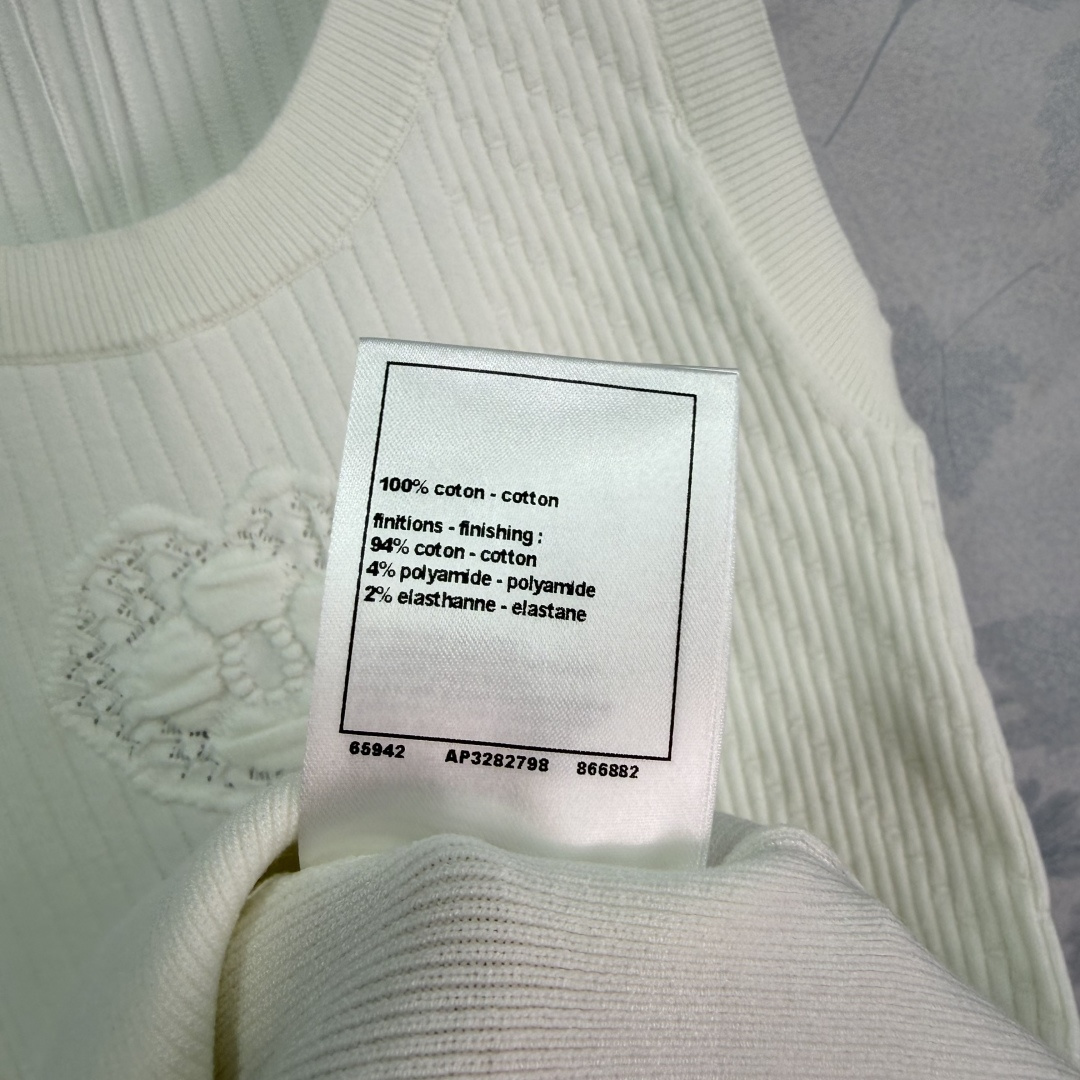 100% coton - cotton
finitions - finishing :
94% coton - cotton
4% polyamide - polyamide
2% elasthanne - elastane
65942 AP3282798 866882